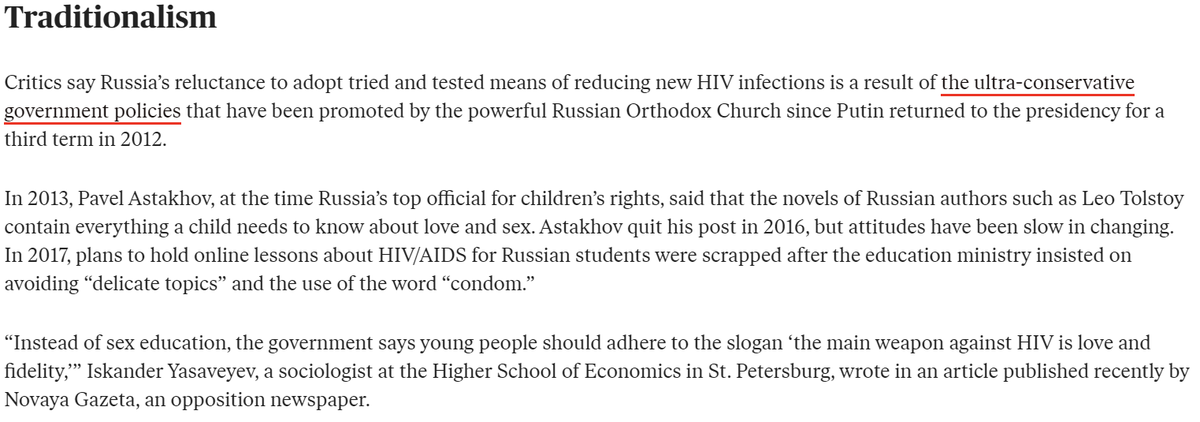 Traditionalism
Critics say Russia’s reluctance to adopt tried and tested means of reducing new HIV infections is a result of the ultra-conservative
government policies that have been promoted by the powerful Russian Orthodox Church since Putin returned to the presidency for a
third term in 2012.
In 2013, Pavel Astakhov, at the time Russia’s top official for children’s rights, said that the novels of Russian authors such as Leo Tolstoy
contain everything a child needs to know about love and sex. Astakhov quit his post in 2016, but attitudes have been slow in changing.
In 2017, plans to hold online lessons about HIV/AIDS for Russian students were scrapped after the education ministry insisted on
avoiding “delicate topics” and the use of the word “condom.”
“Instead of sex education, the government says young people should adhere to the slogan ‘the main weapon against HIV is love and
fidelity,’” Iskander Yasaveyev, a sociologist at the Higher School of Economics in St. Petersburg, wrote in an article published recently by
Novaya Gazeta, an opposition newspaper.